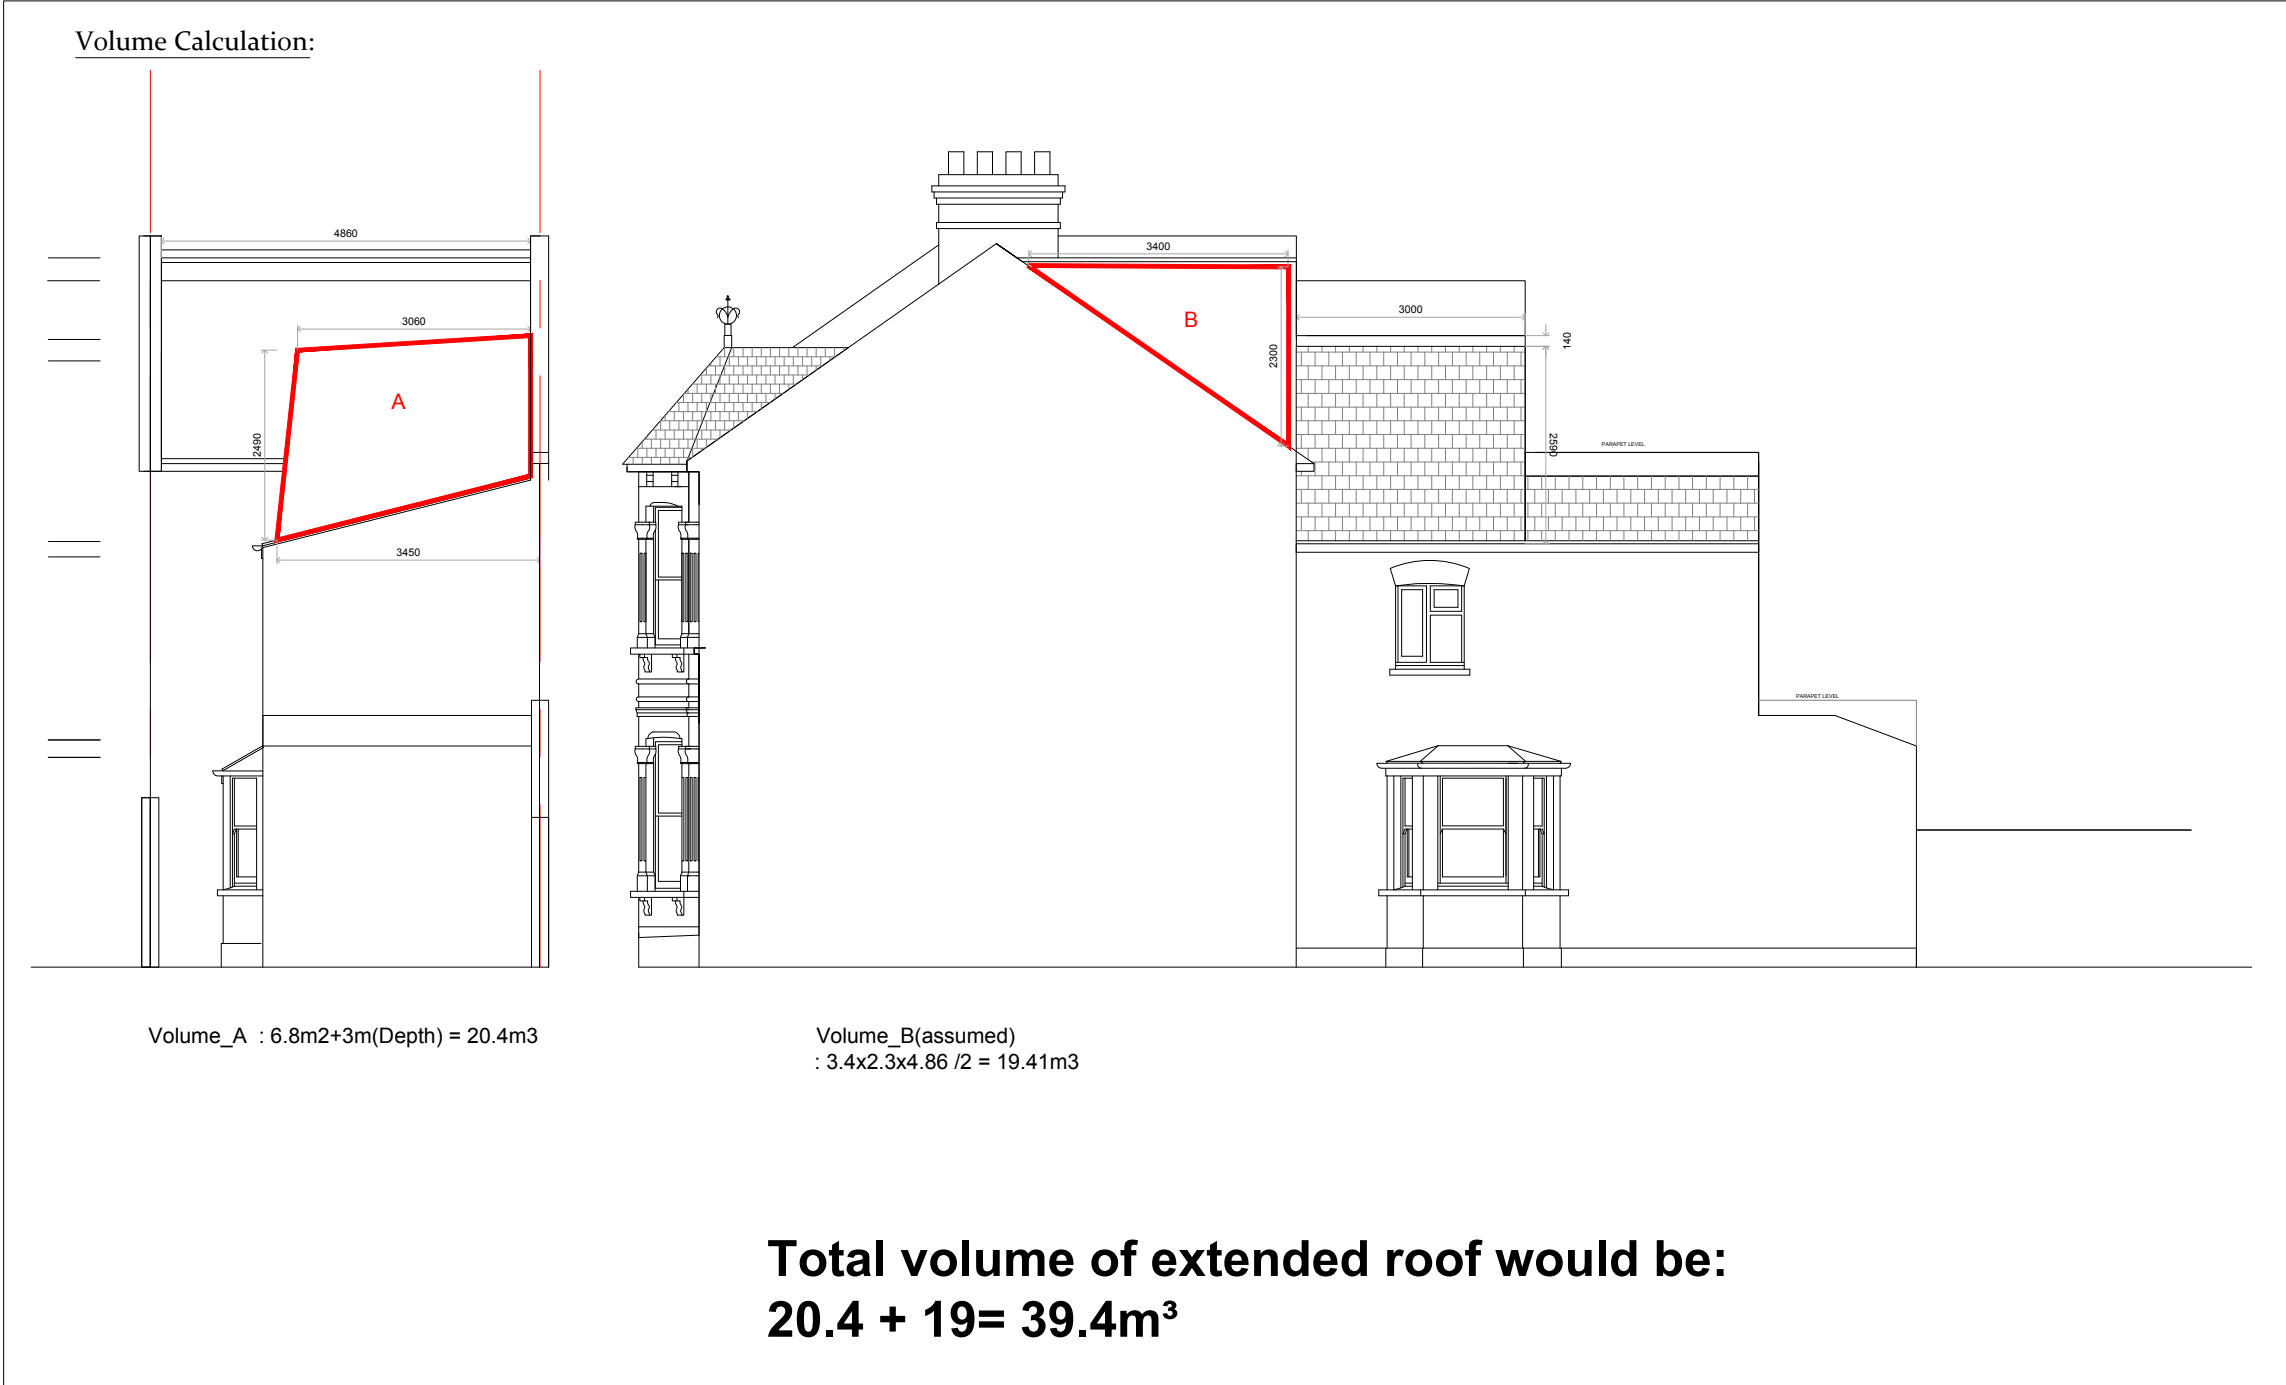 Volume Calculation:
4860
3400
3060
3000
A
B
140
2300
2490
2590
PARAPET LEVEL
3450
PARAPET LEVEL
Volume_A : 6.8m2+3m(Depth) = 20.4m3
Volume_B(assumed)
: 3.4x2.3x4.86 /2 = 19.41m3
Total volume of extended roof would be:
20.4 + 19= 39.4m³